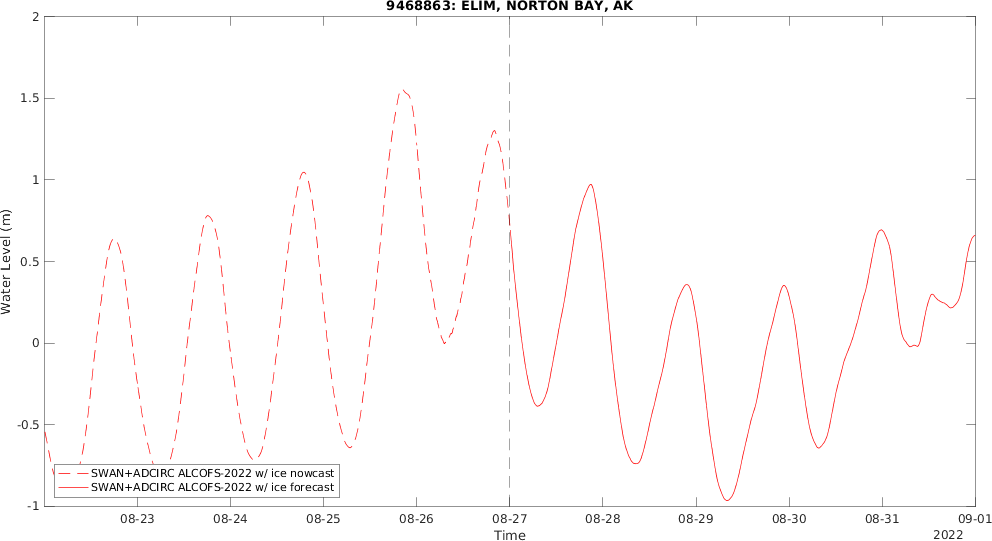 9468863: ELIM, NORTON BAY, AK
Water Level (m)
2
1.5
1
0.5
0
-0.5
-1
SWAN+ADCIRC ALCOFS-2022 w/ ice nowcast
SWAN+ADCIRC ALCOFS-2022 w/ ice forecast
08-23 08-24 08-25 08-26 08-27 08-28 08-29 08-30 08-31 09-01
Time
2022